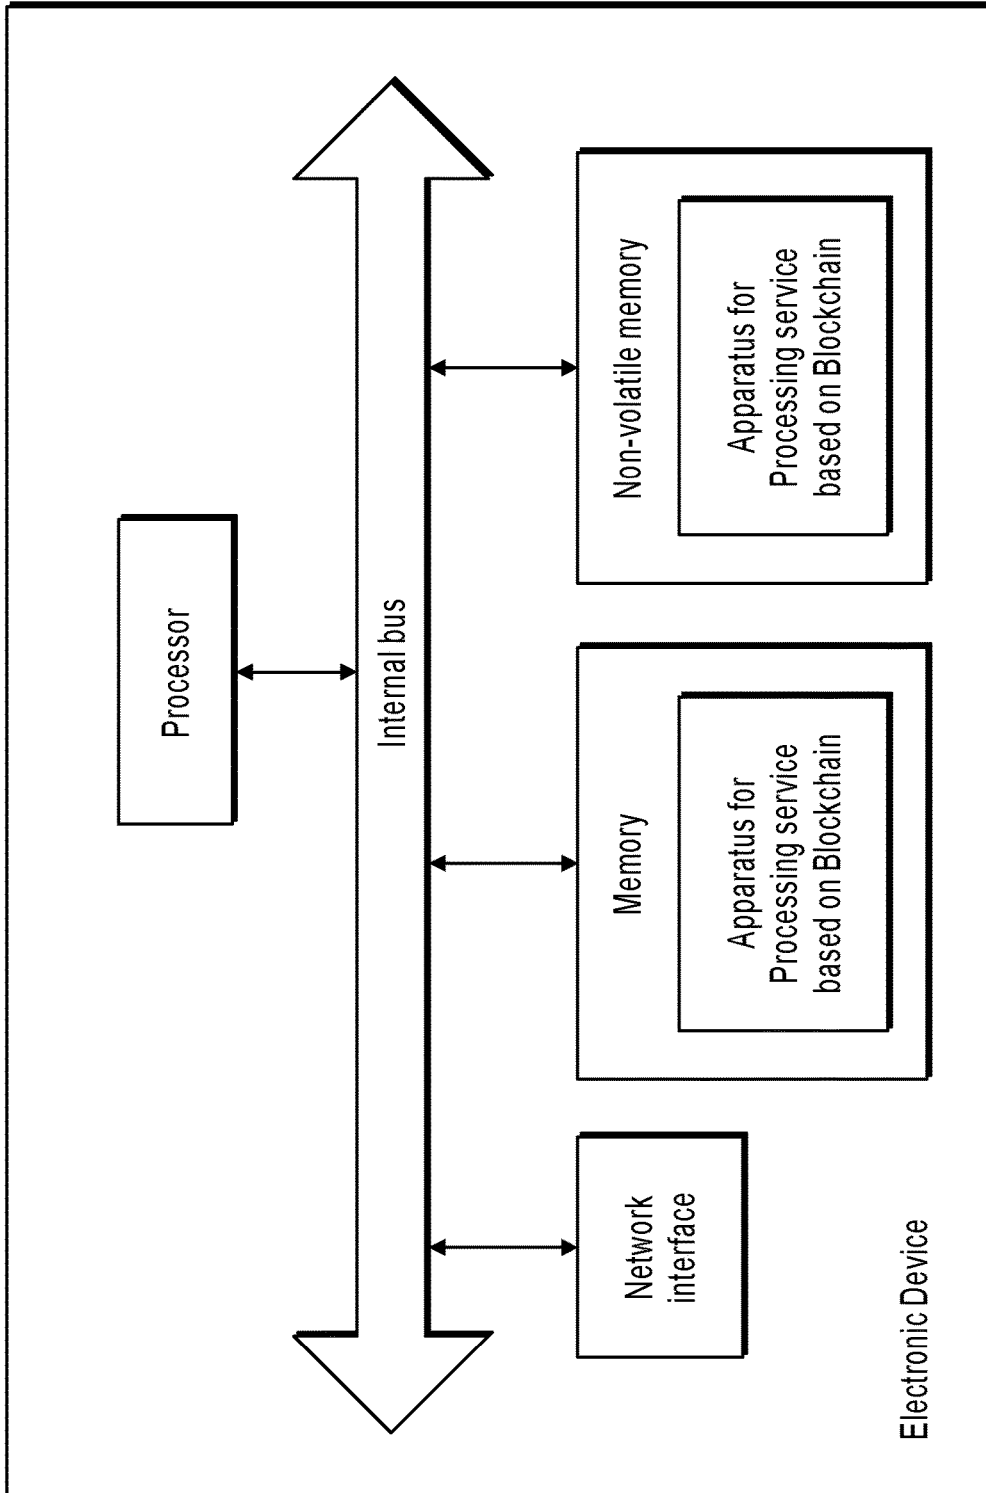 Processor
Internal bus
Network
interface
Memory
Apparatus for
Processing service
based on Blockchain
Non-volatile memory
Apparatus for
Processing service
based on Blockchain
Electronic Device